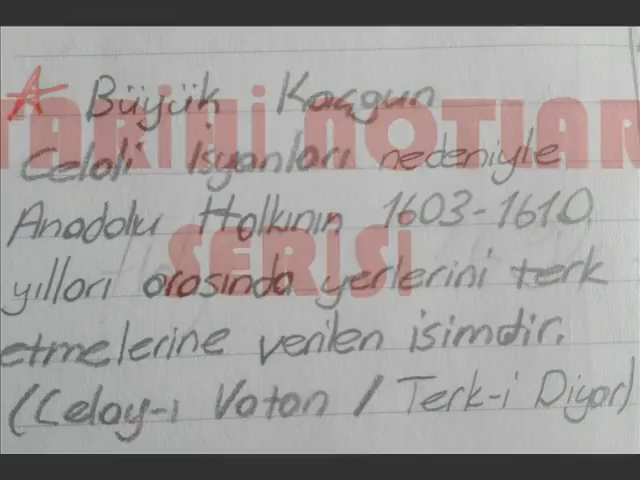 Büyük Kaçgun
Celali İsyanları nedeniyle
Anadolu Halkının 1603-1610
yılları arasında yerlerini terk
etmelerine verilen isimdir.
(Celay-ı Vatan / Terk-i Diyar)
TARİHİ NOTLAR
SERİSİ